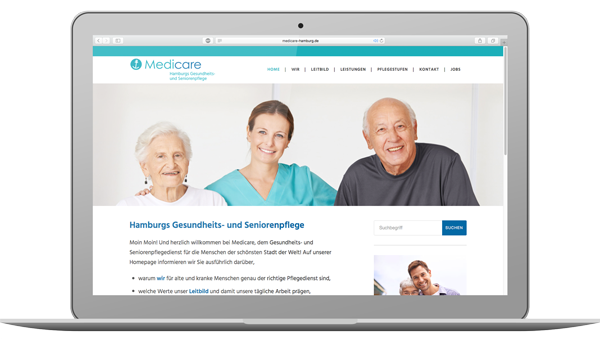 medicare-hamburg.de
Medicare
Hamburgs Gesundheits-
und Seniorenpflege
HOME | WIR | LEITBILD | LEISTUNGEN | PFLEGESTUFEN | KONTAKT | JOBS
Hamburgs Gesundheits- und Seniorenpflege
Suchbegriff
SUCHEN
Moin Moin! Und herzlich willkommen bei Medicare, dem Gesundheits- und
Seniorenpflegedienst für die Menschen der schönsten Stadt der Welt! Auf unserer
Homepage informieren wir Sie ausführlich darüber,
• warum wir für alte und kranke Menschen genau der richtige Pflegedienst sind,
• welche Werte unser Leitbild und damit unsere tägliche Arbeit prägen,